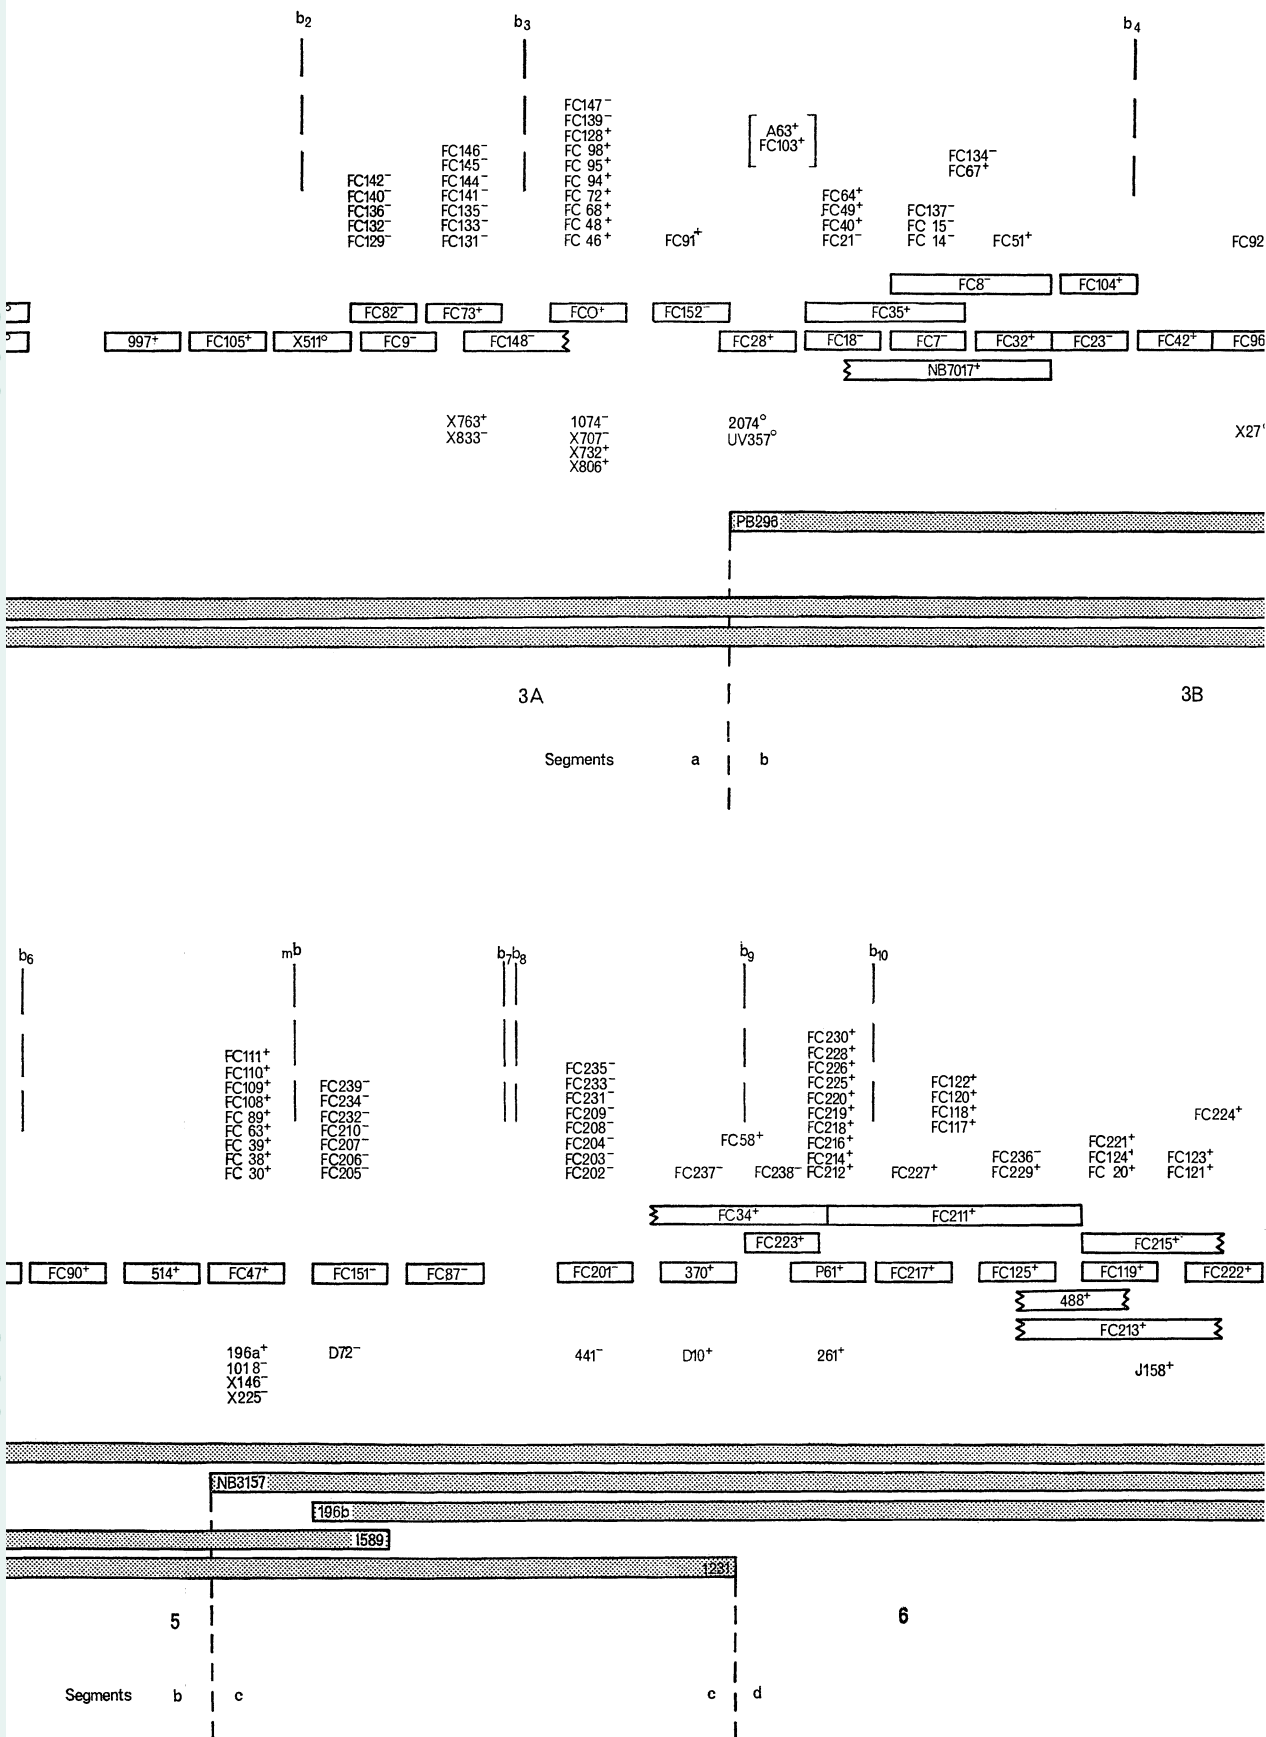 b2 b3 b4
FC147-
FC139-
FC128+
FC 98+
FC 95+
FC 94+
FC 72+
FC 68+
FC 48+
FC 46+
A63+
FC103+
FC146-
FC145-
FC144-
FC141-
FC135-
FC133-
FC131-
FC142-
FC140-
FC136-
FC132-
FC129-
FC91+
FC64+
FC49+
FC40+
FC21-
FC134-
FC67+
FC137-
FC 15-
FC 14-
FC51+
FC92
FC8- FC104+
FC82- FC73+ FCO+ FC152- FC35+
997+ FC105+ X511° FC9- FC148- FC28+ FC18- FC7- FC32+ FC23- FC42+ FC96
NB7017+
X763+
X833-
1074-
X707-
X732+
X806+
2074°
UV357°
X27
PB296
3A 3B
Segments a b
b6 mb b7 b8 b9 b10
FC111+
FC110+
FC109+
FC108+
FC 89+
FC 63+
FC 39+
FC 38+
FC 30+
FC239-
FC234-
FC232-
FC210-
FC207-
FC206-
FC205-
FC235-
FC233-
FC231-
FC209-
FC208-
FC204-
FC203-
FC202-
FC58+
FC237- FC238-
FC230+
FC228+
FC226+
FC225+
FC220+
FC219+
FC218+
FC216+
FC214+
FC212+
FC122+
FC120+
FC118+
FC117+
FC227+
FC236-
FC229+
FC221+
FC124+
FC 20+
FC224+
FC123+
FC121+
FC34+ FC211+
FC223+ FC215+
FC90+ 514+ FC47+ FC151- FC87- FC201- 370+ P61+ FC217+ FC125+ FC119+ FC222+
488+
FC213+
196a+
1018-
X146-
X225-
D72- 441- D10+ 261+ J158+
NB3157
196b
1589
1231
5 6
Segments b c c d